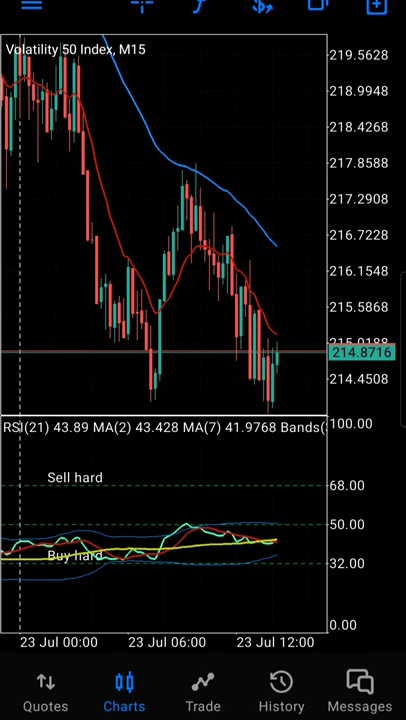 Volatility 50 Index, M15
219.5628
218.9948
218.4268
217.8588
217.2908
216.7228
216.1548
215.5868
214.8716
214.4508
RSI(21) 43.89 MA(2) 43.428 MA(7) 41.9768 Bands(
100.00
Sell hard
68.00
50.00
Buy hard
32.00
0.00
23 Jul 00:00
23 Jul 06:00
23 Jul 12:00
Quotes
Charts
Trade
History
Messages